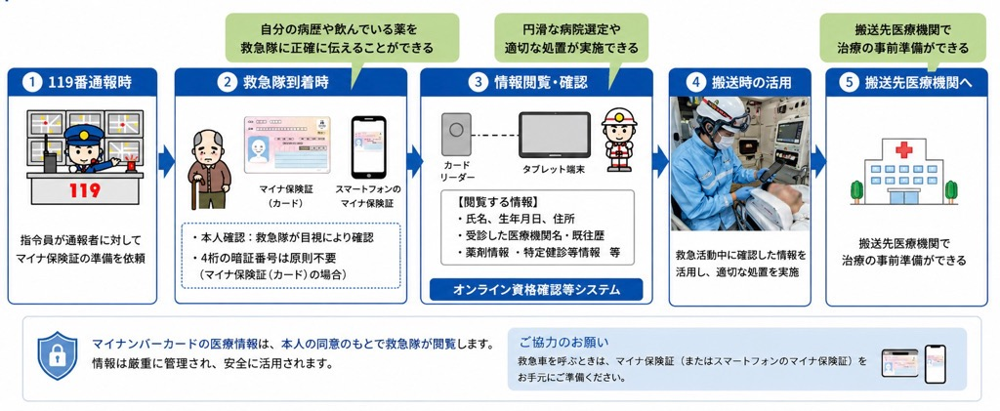 自分の病歴や飲んでいる薬を
救急隊に正確に伝えることができる
円滑な病院選定や
適切な処置が実施できる
搬送先医療機関で
治療の事前準備ができる
1 119番通報時
119
指令員が通報者に対して
マイナ保険証の準備を依頼
2 救急隊到着時
マイナ保険証
（カード）
スマートフォンの
マイナ保険証
・本人確認：救急隊が目視により確認
・4桁の暗証番号は原則不要
（マイナ保険証（カード）の場合）
3 情報閲覧・確認
カード
リーダー
タブレット端末
【閲覧する情報】
・氏名、生年月日、住所
・受診した医療機関名・既往歴
・薬剤情報 ・特定健診等情報 等
オンライン資格確認等システム
4 搬送時の活用
救急活動中に確認した情報を
活用し、適切な処置を実施
5 搬送先医療機関へ
搬送先医療機関で
治療の事前準備ができる
マイナンバーカードの医療情報は、本人の同意のもとで救急隊が閲覧します。
情報は厳重に管理され、安全に活用されます。
ご協力のお願い
救急車を呼ぶときは、マイナ保険証（またはスマートフォンのマイナ保険証）を
お手元にご準備ください。